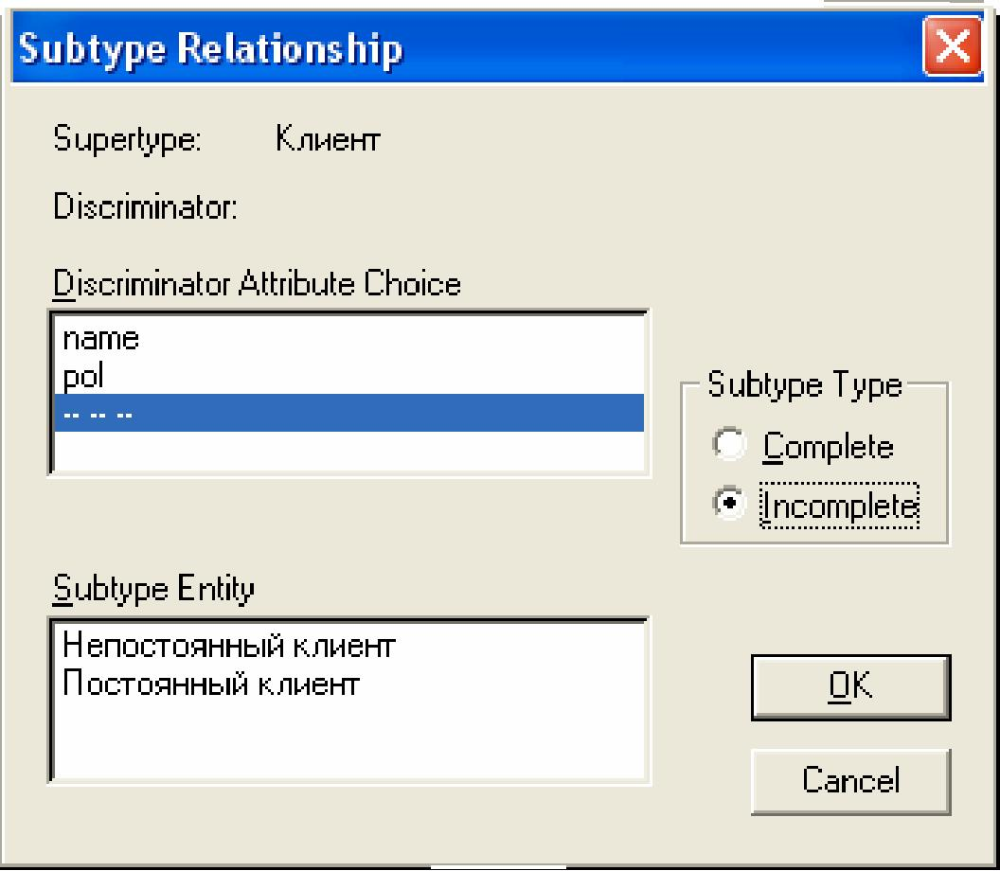 Subtype Relationship
Supertype: Клиент
Discriminator:
Discriminator Attribute Choice
name
pol
-- -- --
Subtype Type
Complete
Incomplete
Subtype Entity
Непостоянный клиент
Постоянный клиент
OK
Cancel